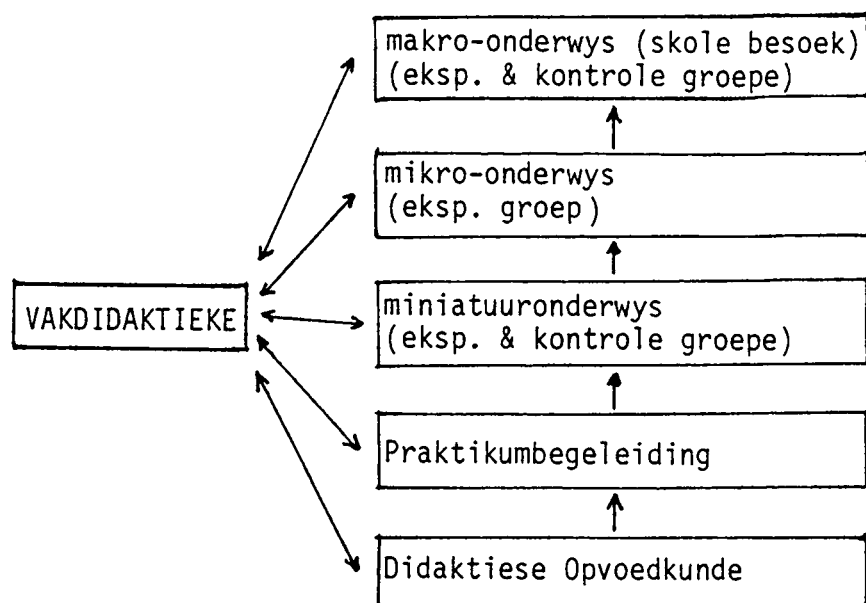 makro-onderwys (skole besoek)
(eksp. & kontrole groepe)
mikro-onderwys
(eksp. groep)
VAKDIDAKTIEKE
miniatuuronderwys
(eksp. & kontrole groepe)
Praktikumbegeleiding
Didaktiese Opvoedkunde